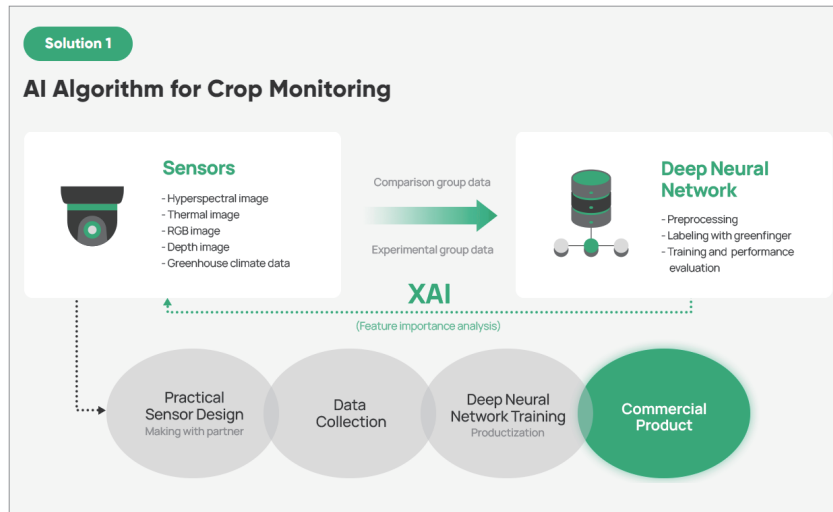 Solution 1
AI Algorithm for Crop Monitoring
Sensors
- Hyperspectral image
- Thermal image
- RGB image
- Depth image
- Greenhouse climate data
Comparison group data
Experimental group data
Deep Neural
Network
- Preprocessing
- Labeling with greenfinger
- Training and performance
evaluation
XAI
(Feature importance analysis)
Practical
Sensor Design
Making with partner
Data
Collection
Deep Neural
Network Training
Productization
Commercial
Product